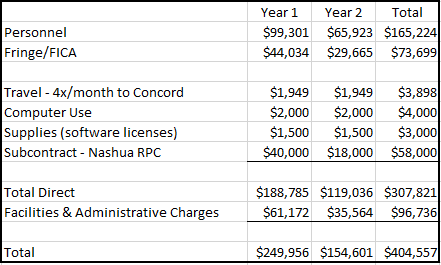 Year 1 Year 2 Total
Personnel $99,301 $65,923 $165,224
Fringe/FICA $44,034 $29,665 $73,699
Travel - 4x/month to Concord $1,949 $1,949 $3,898
Computer Use $2,000 $2,000 $4,000
Supplies (software licenses) $1,500 $1,500 $3,000
Subcontract - Nashua RPC $40,000 $18,000 $58,000
Total Direct $188,785 $119,036 $307,821
Facilities & Administrative Charges $61,172 $35,564 $96,736
Total $249,956 $154,601 $404,557